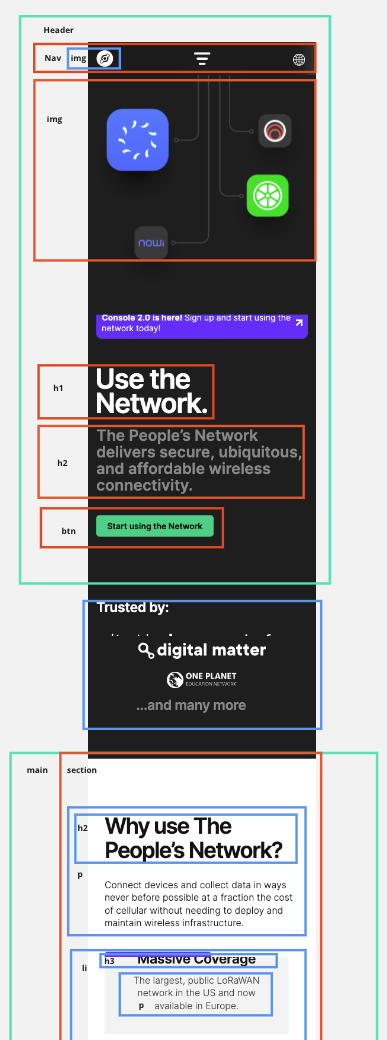 Header
Nav img
img
nowi
Console 2.0 is here! Sign up and start using the
network today!
h1
Use the
Network.
h2
The People's Network
delivers secure, ubiquitous,
and affordable wireless
connectivity.
btn
Start using the Network
Trusted by:
digital matter
ONE PLANET
EDUCATION NETWORK
...and many more
main section
h2
Why use The
People's Network?
p
Connect devices and collect data in ways
never before possible at a fraction the cost
of cellular without needing to deploy and
maintain wireless infrastructure.
li
h3
Massive Coverage
The largest, public LoRaWAN
network in the US and now
p available in Europe.